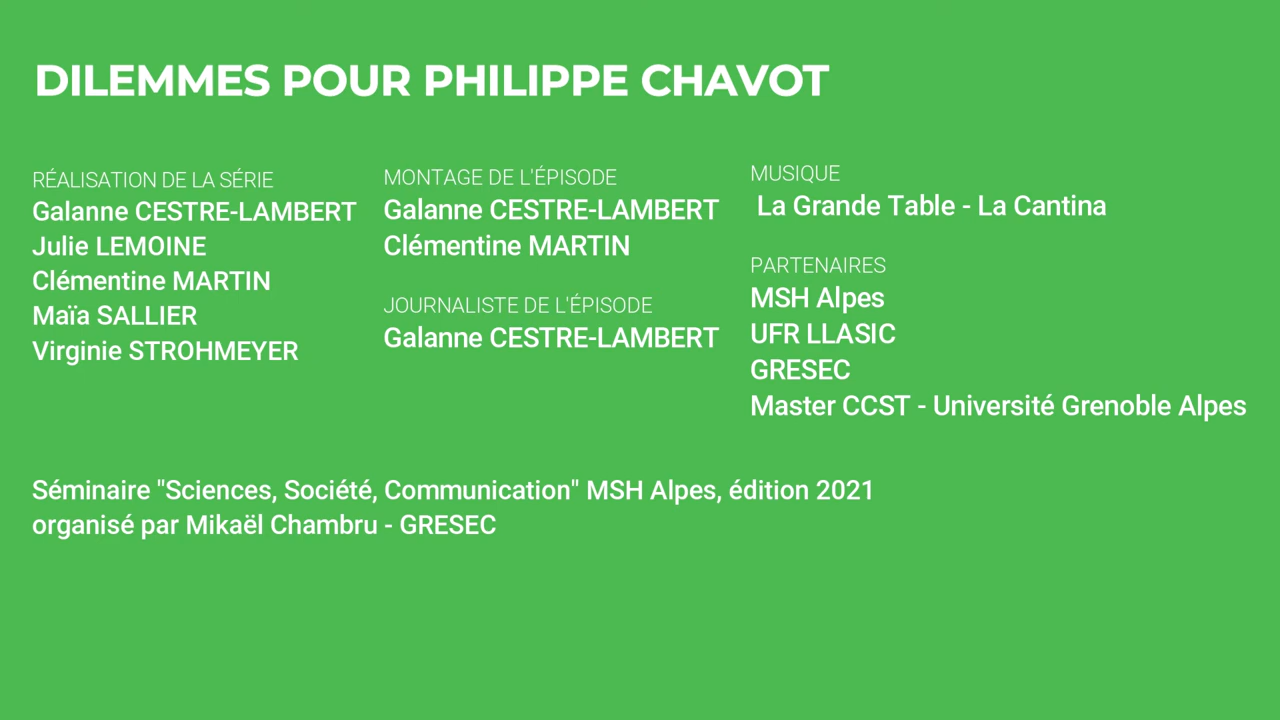 DILEMMES POUR PHILIPPE CHAVOT
RÉALISATION DE LA SÉRIE
Galanne CESTRE-LAMBERT
Julie LEMOINE
Clémentine MARTIN
Maïa SALLIER
Virginie STROHMEYER
MONTAGE DE L'ÉPISODE
Galanne CESTRE-LAMBERT
Clémentine MARTIN
JOURNALISTE DE L'ÉPISODE
Galanne CESTRE-LAMBERT
MUSIQUE
La Grande Table - La Cantina
PARTENAIRES
MSH Alpes
UFR LLASIC
GRESEC
Master CCST - Université Grenoble Alpes
Séminaire "Sciences, Société, Communication" MSH Alpes, édition 2021
organisé par Mikaël Chambru - GRESEC